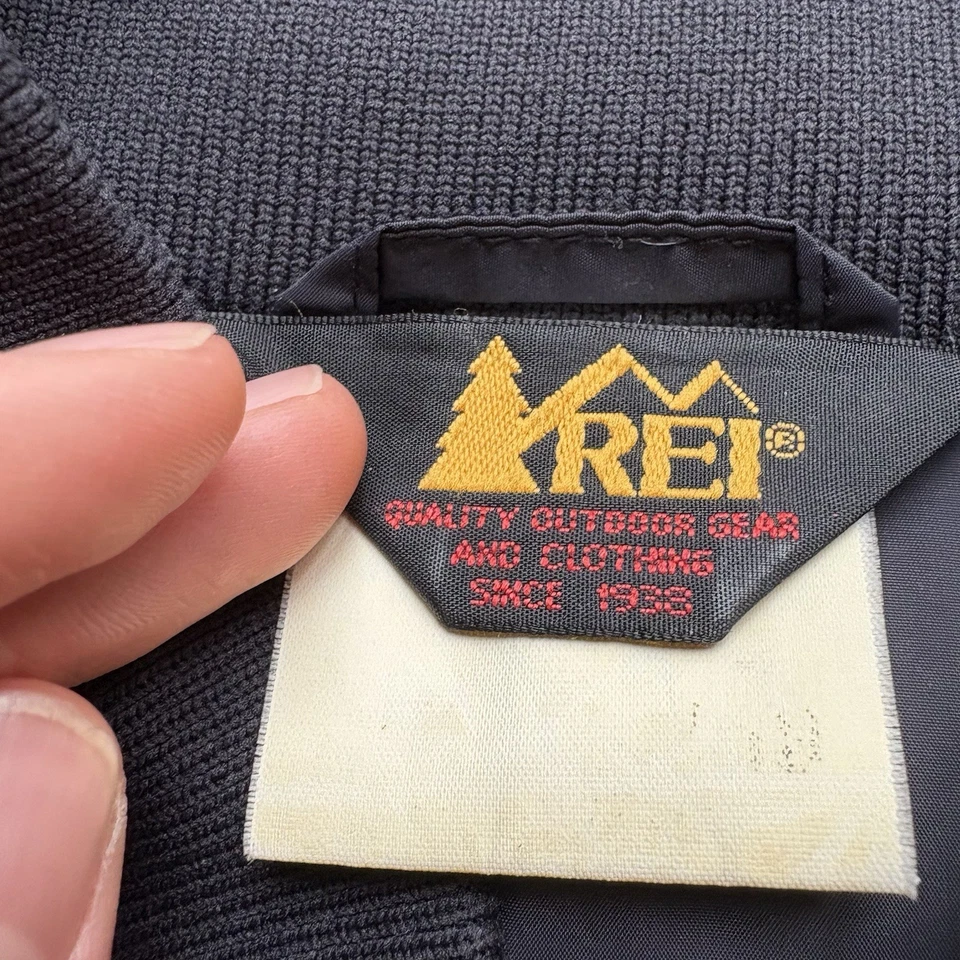 REI®
QUALITY OUTDOOR GEAR
AND CLOTHING
SINCE 1938